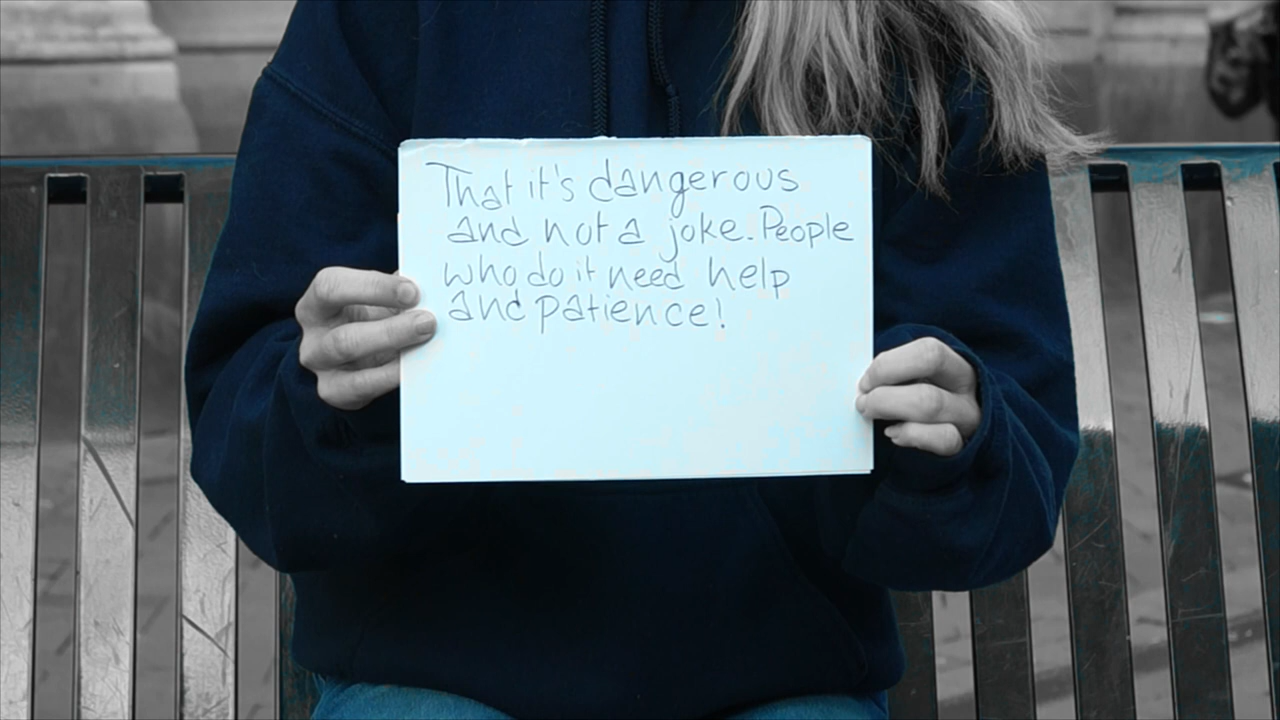 That it's dangerous
and not a joke. People
who do it need help
and patience!